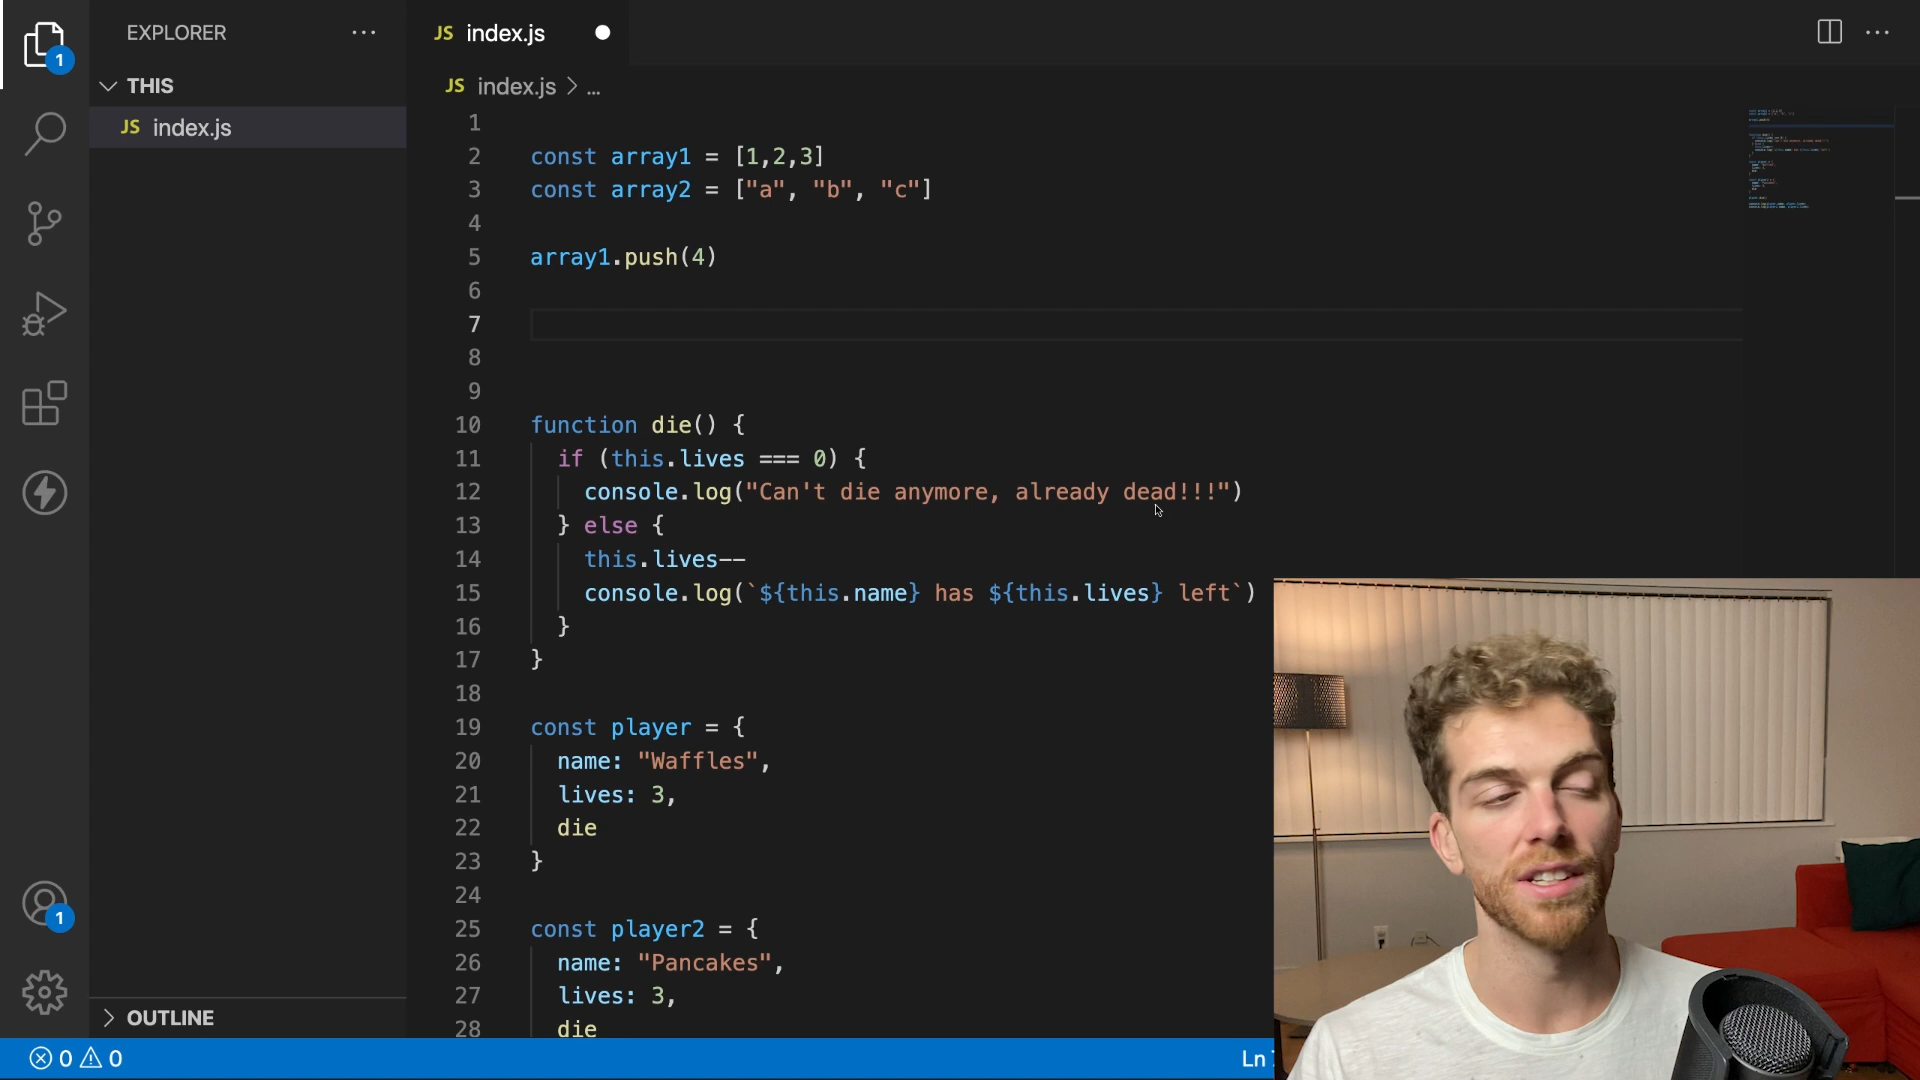 EXPLORER
JS index.js
1
THIS
JS index.js > ...
JS index.js
1
2 const array1 = [1,2,3]
3 const array2 = ["a", "b", "c"]
4
5 array1.push(4)
6
7
8
9
10 function die() {
11 if (this.lives === 0) {
12 console.log("Can't die anymore, already dead!!!")
13 } else {
14 this.lives--
15 console.log(`${this.name} has ${this.lives} left`)
16 }
17 }
18
19 const player = {
20 name: "Waffles",
21 lives: 3,
22 die
23 }
24
25 const player2 = {
26 name: "Pancakes",
27 lives: 3,
28 die
1
OUTLINE
0 0
Ln